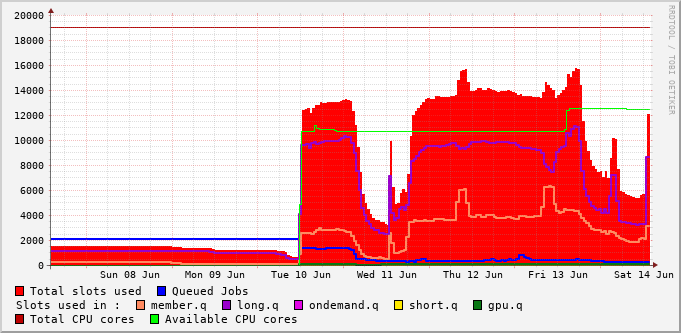 20000
18000
16000
14000
12000
10000
8000
6000
4000
2000
0
Sun 08 Jun Mon 09 Jun Tue 10 Jun Wed 11 Jun Thu 12 Jun Fri 13 Jun Sat 14 Jun
Total slots used Queued Jobs
Slots used in : member.q long.q ondemand.q short.q gpu.q
Total CPU cores Available CPU cores
RRDTOOL / TOBI OETIKER